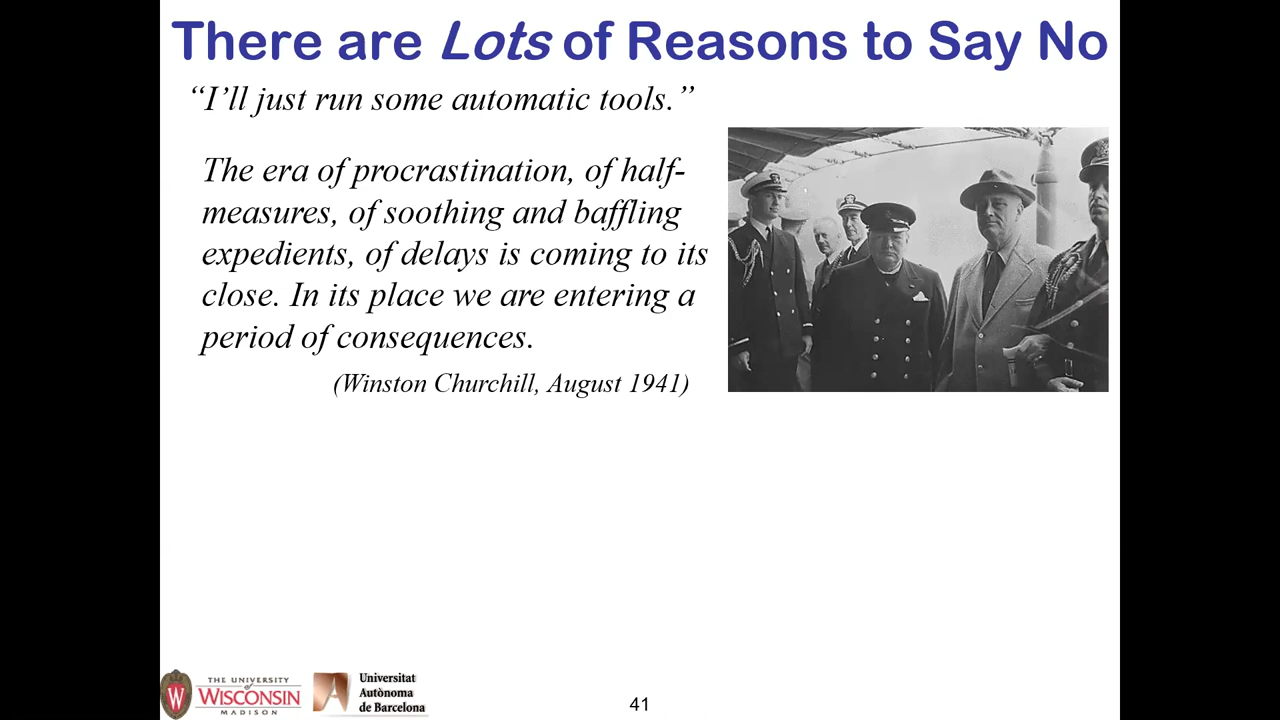 There are Lots of Reasons to Say No
“I’ll just run some automatic tools.”
The era of procrastination, of half-
measures, of soothing and baffling
expedients, of delays is coming to its
close. In its place we are entering a
period of consequences.
(Winston Churchill, August 1941)
THE UNIVERSITY
of
WISCONSIN
MADISON
Universitat
Autònoma
de Barcelona
41